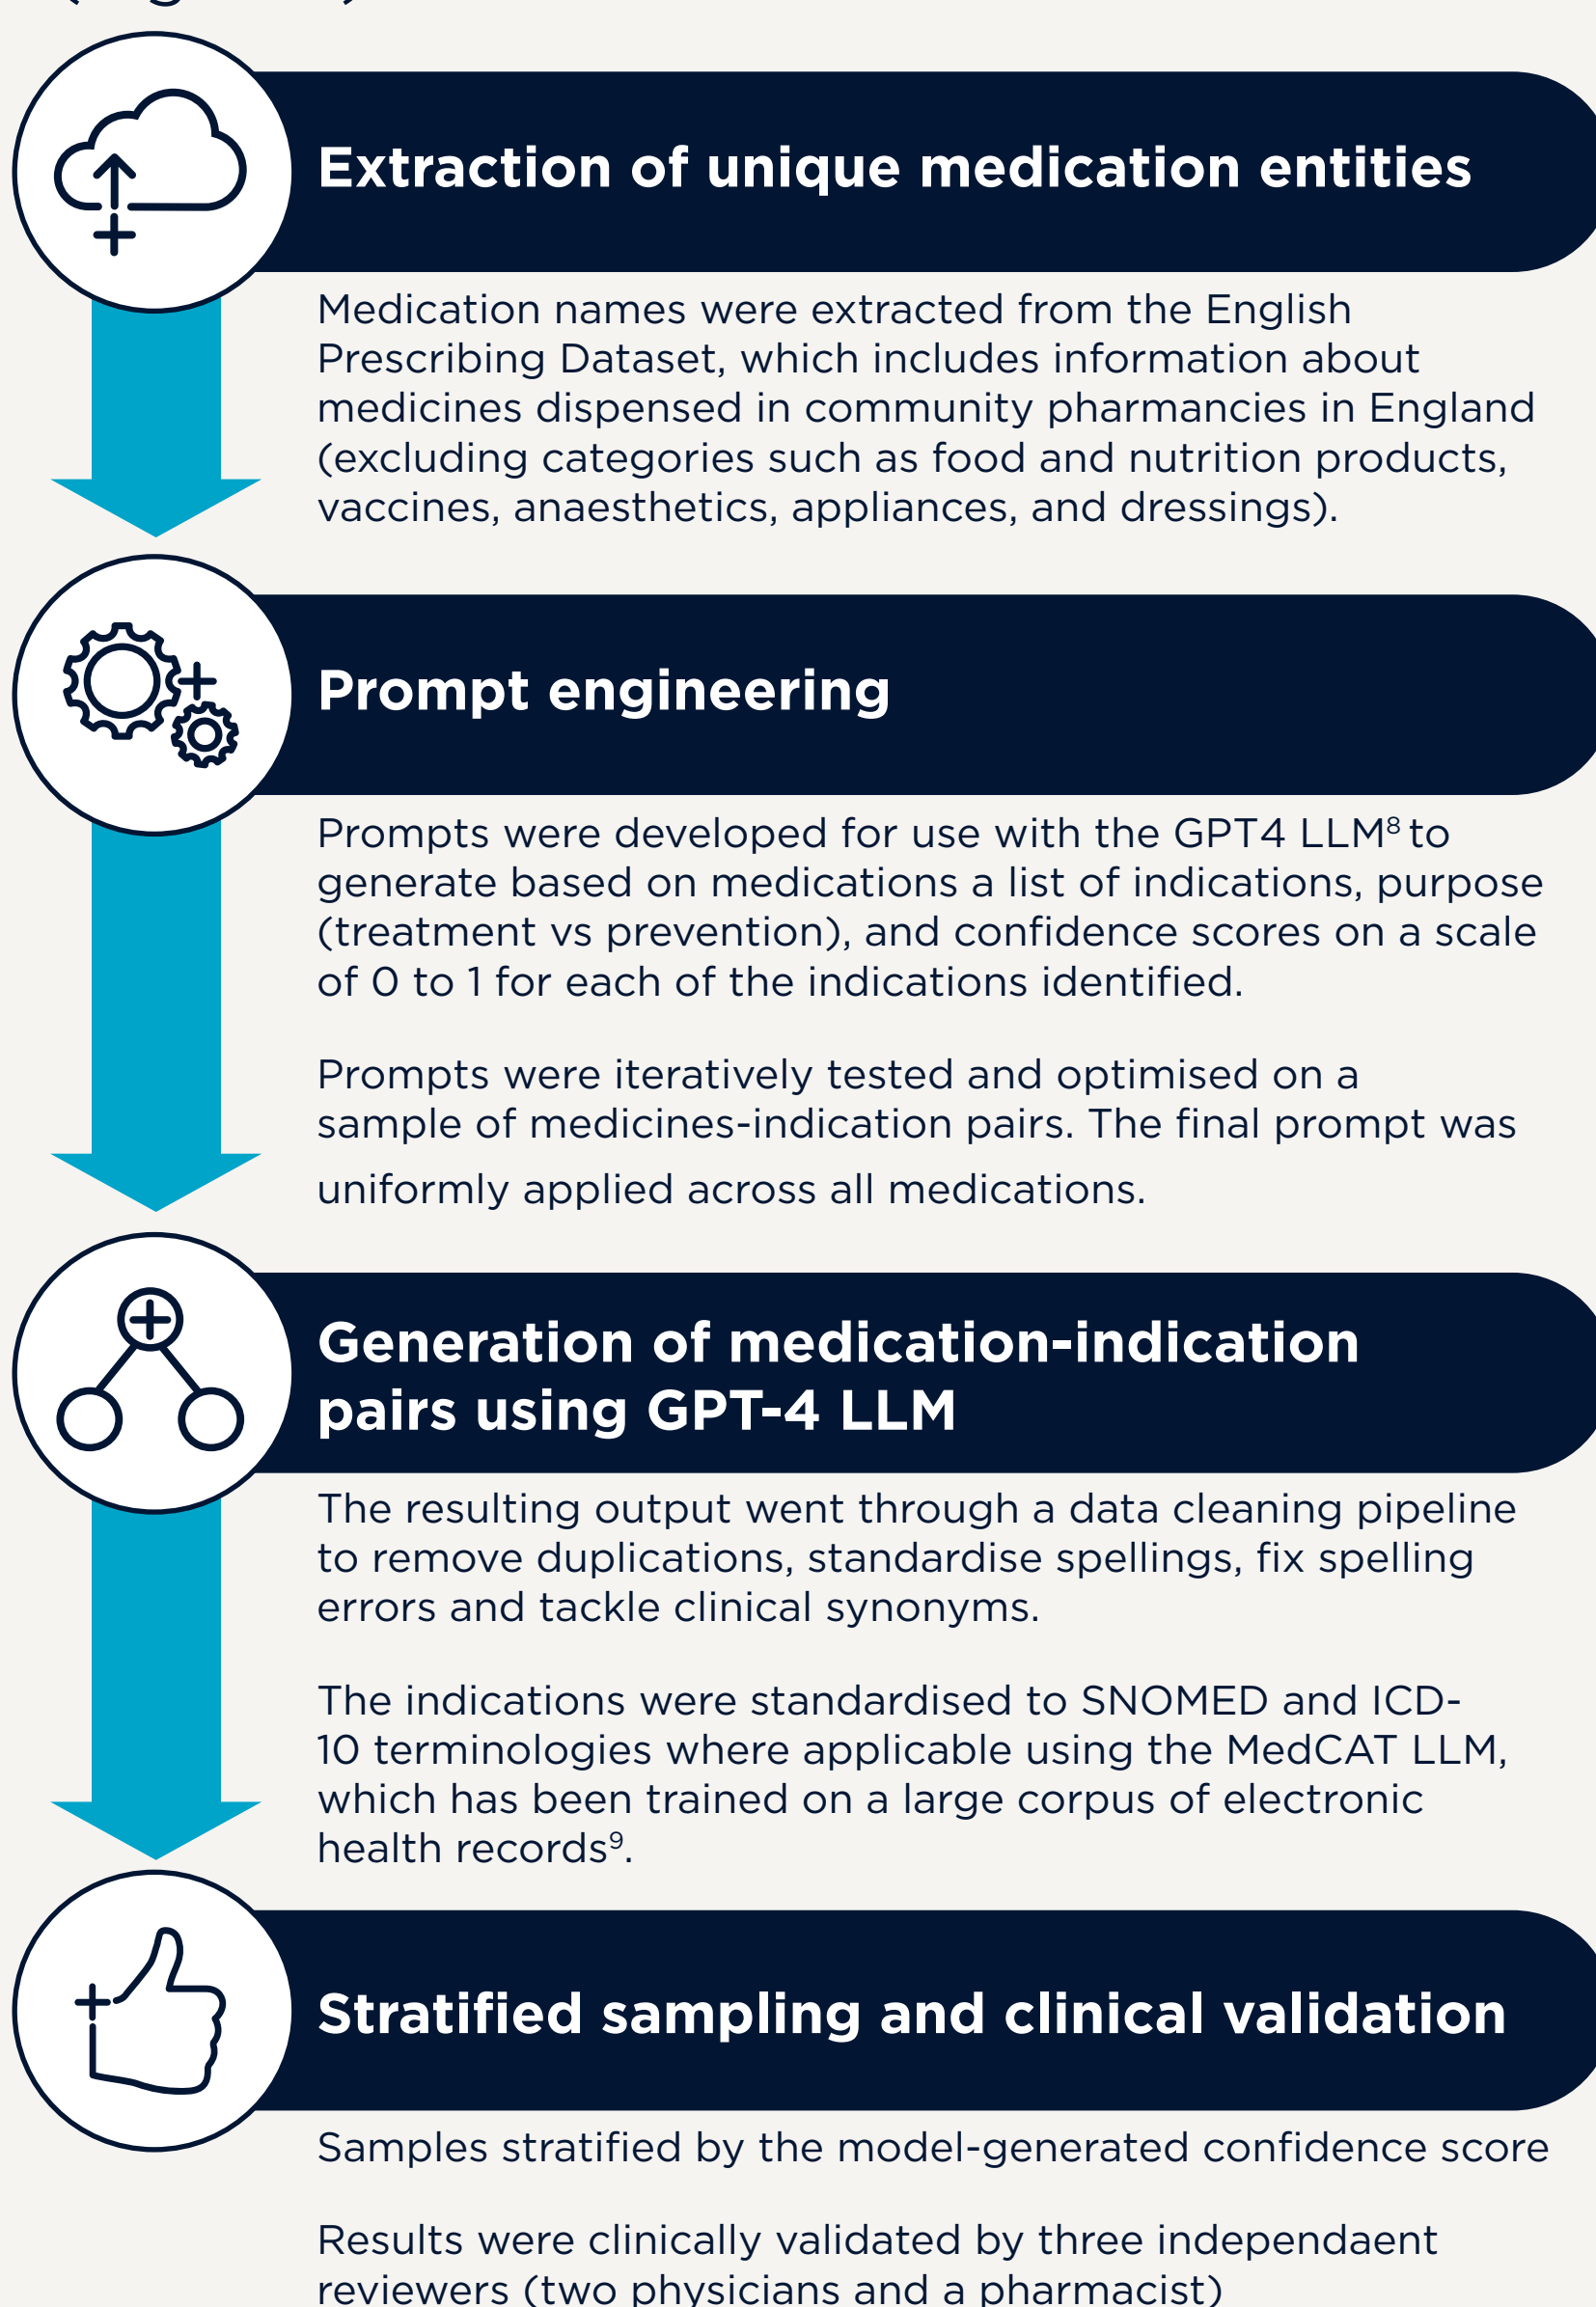 Extraction of unique medication entities
Medication names were extracted from the English
Prescribing Dataset, which includes information about
medicines dispensed in community pharmancies in England
(excluding categories such as food and nutrition products,
vaccines, anaesthetics, appliances, and dressings).
Prompt engineering
Prompts were developed for use with the GPT4 LLM⁸ to
generate based on medications a list of indications, purpose
(treatment vs prevention), and confidence scores on a scale
of 0 to 1 for each of the indications identified.
Prompts were iteratively tested and optimised on a
sample of medicines-indication pairs. The final prompt was
uniformly applied across all medications.
Generation of medication-indication
pairs using GPT-4 LLM
The resulting output went through a data cleaning pipeline
to remove duplications, standardise spellings, fix spelling
errors and tackle clinical synonyms.
The indications were standardised to SNOMED and ICD-
10 terminologies where applicable using the MedCAT LLM,
which has been trained on a large corpus of electronic
health records⁹.
Stratified sampling and clinical validation
Samples stratified by the model-generated confidence score
Results were clinically validated by three independaent
reviewers (two physicians and a pharmacist)